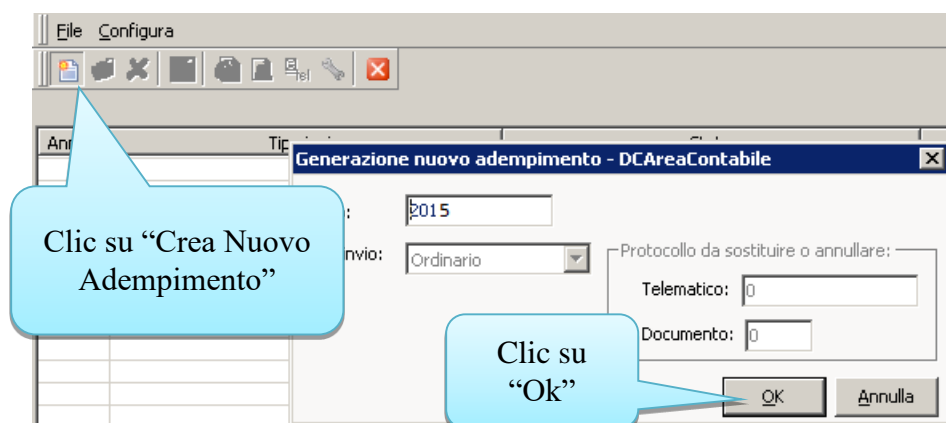 File Configura
Tel
Generazione nuovo adempimento - DCAreaContabile
2015
Clic su “Crea Nuovo
Adempimento”
Ordinario
Protocollo da sostituire o annullare:
Telematico: 0
Documento: 0
Clic su
“Ok”
OK Annulla